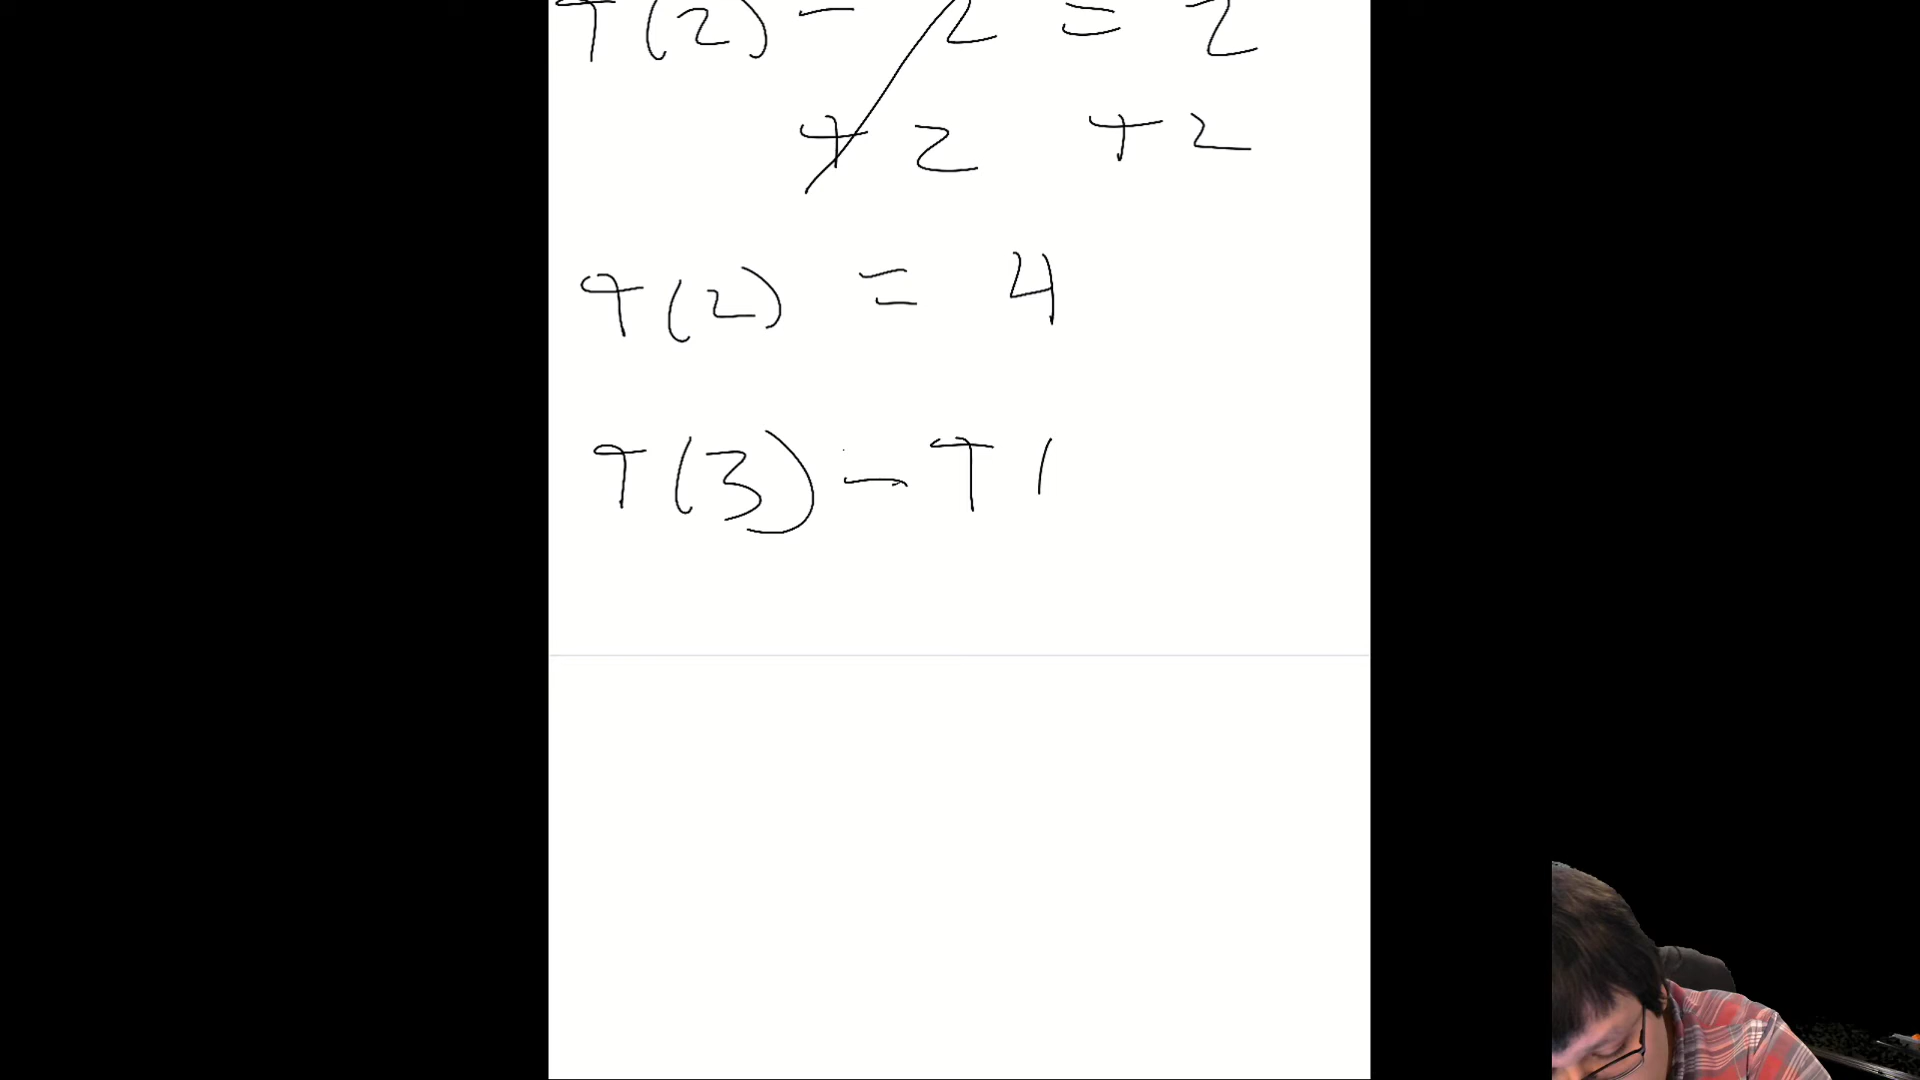 T(2) - 2 = 2
+ 2 + 2
T(2) = 4
T(3) - T(